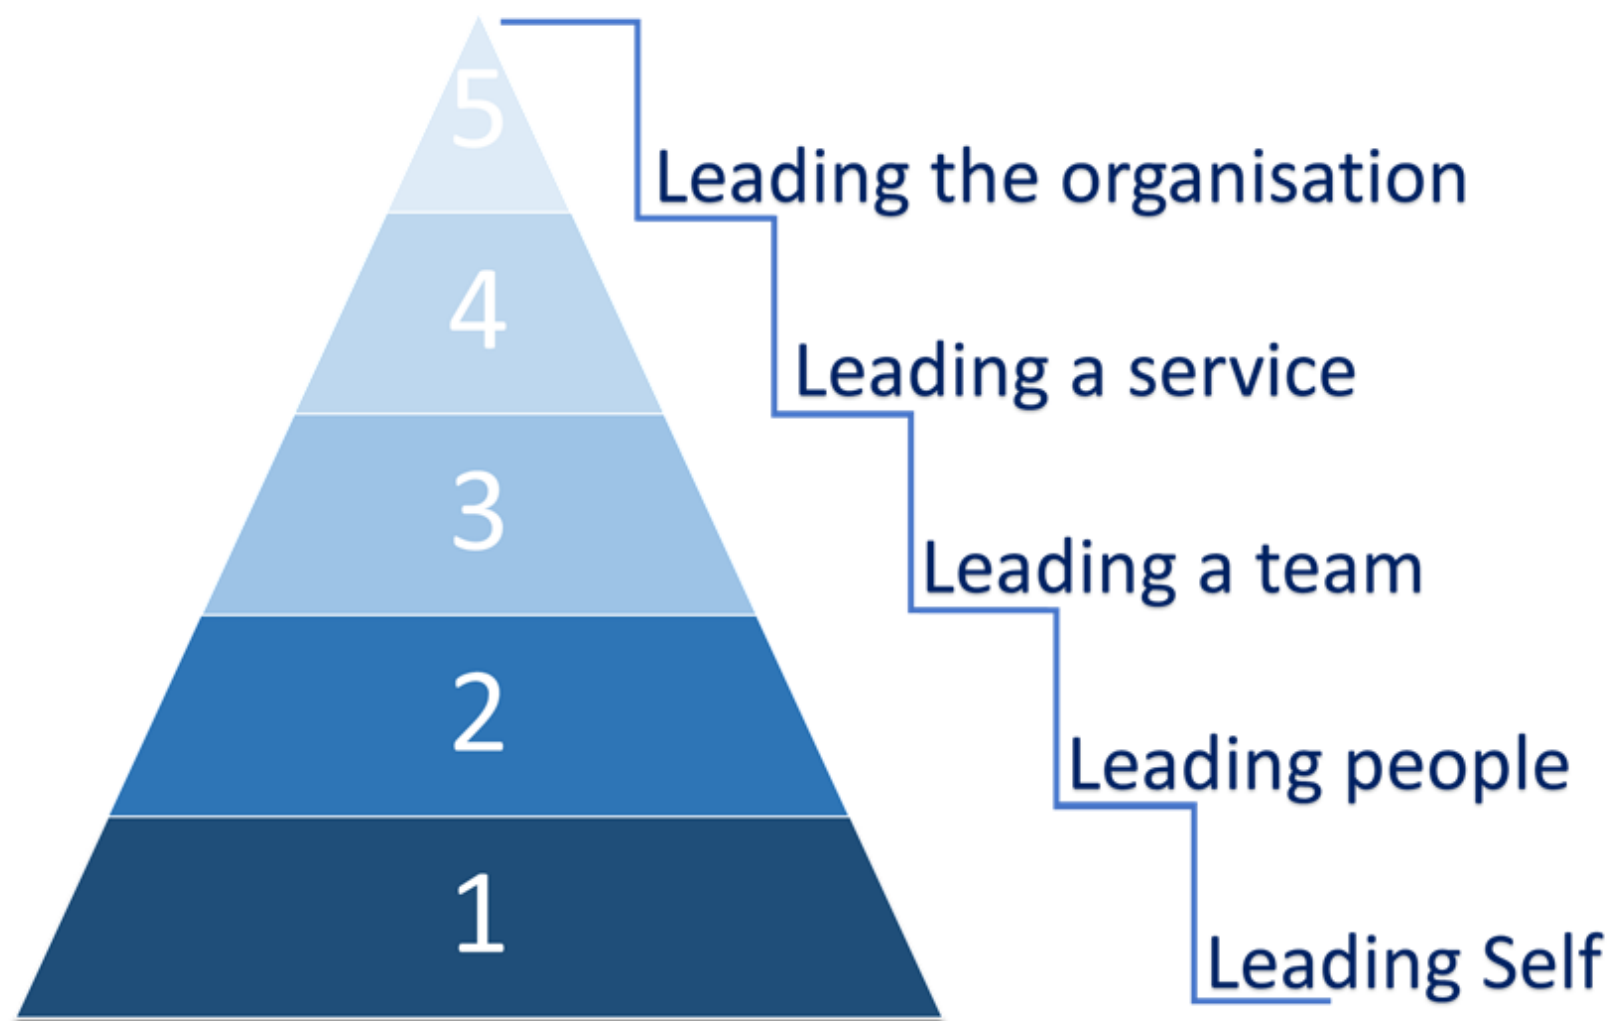 5
Leading the organisation
4
Leading a service
3
Leading a team
2
Leading people
1
Leading Self